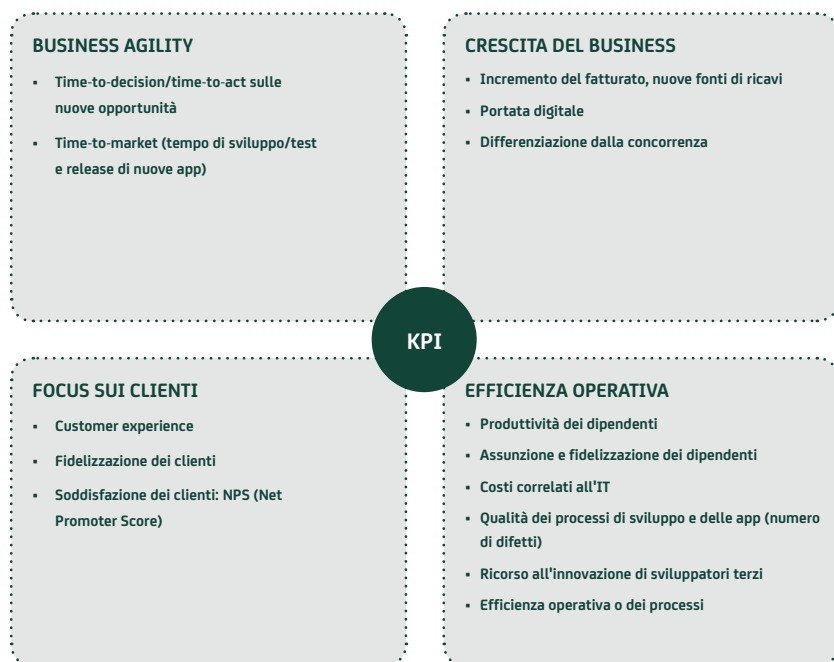 BUSINESS AGILITY
▪ Time-to-decision/time-to-act sulle
nuove opportunità
▪ Time-to-market (tempo di sviluppo/test
e release di nuove app)
CRESCITA DEL BUSINESS
▪ Incremento del fatturato, nuove fonti di ricavi
▪ Portata digitale
▪ Differenziazione dalla concorrenza
KPI
FOCUS SUI CLIENTI
▪ Customer experience
▪ Fidelizzazione dei clienti
▪ Soddisfazione dei clienti: NPS (Net
Promoter Score)
EFFICIENZA OPERATIVA
▪ Produttività dei dipendenti
▪ Assunzione e fidelizzazione dei dipendenti
▪ Costi correlati all'IT
▪ Qualità dei processi di sviluppo e delle app (numero
di difetti)
▪ Ricorso all'innovazione di sviluppatori terzi
▪ Efficienza operativa o dei processi